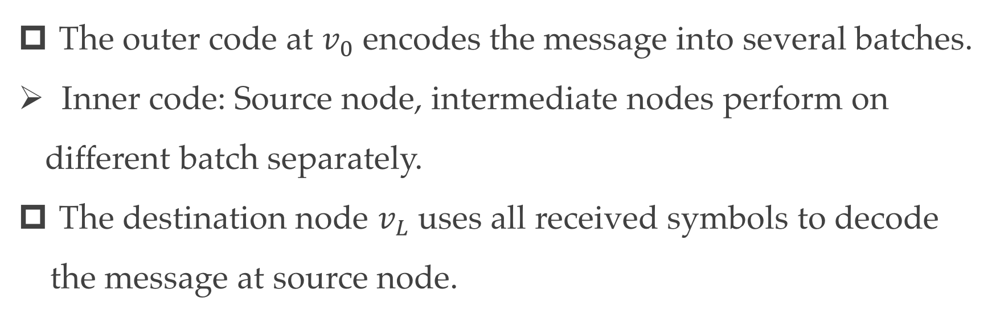 The outer code at v₀ encodes the message into several batches.
Inner code: Source node, intermediate nodes perform on
different batch separately.
The destination node v_L uses all received symbols to decode
the message at source node.